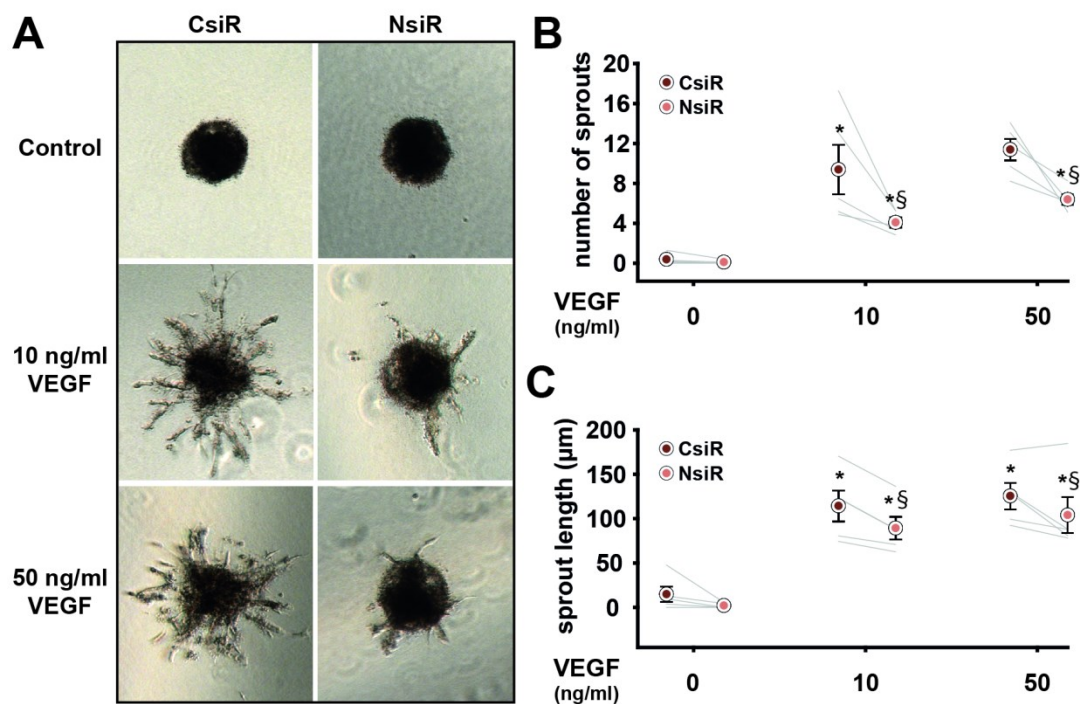 A
CsiR NsiR
Control
10 ng/ml
VEGF
50 ng/ml
VEGF
B
number of sprouts
20
16
12
8
4
0
CsiR
NsiR
*
*§
*§
VEGF
(ng/ml)
0 10 50
C
sprout length (µm)
200
150
100
50
0
CsiR
NsiR
*
*§
*
*§
VEGF
(ng/ml)
0 10 50